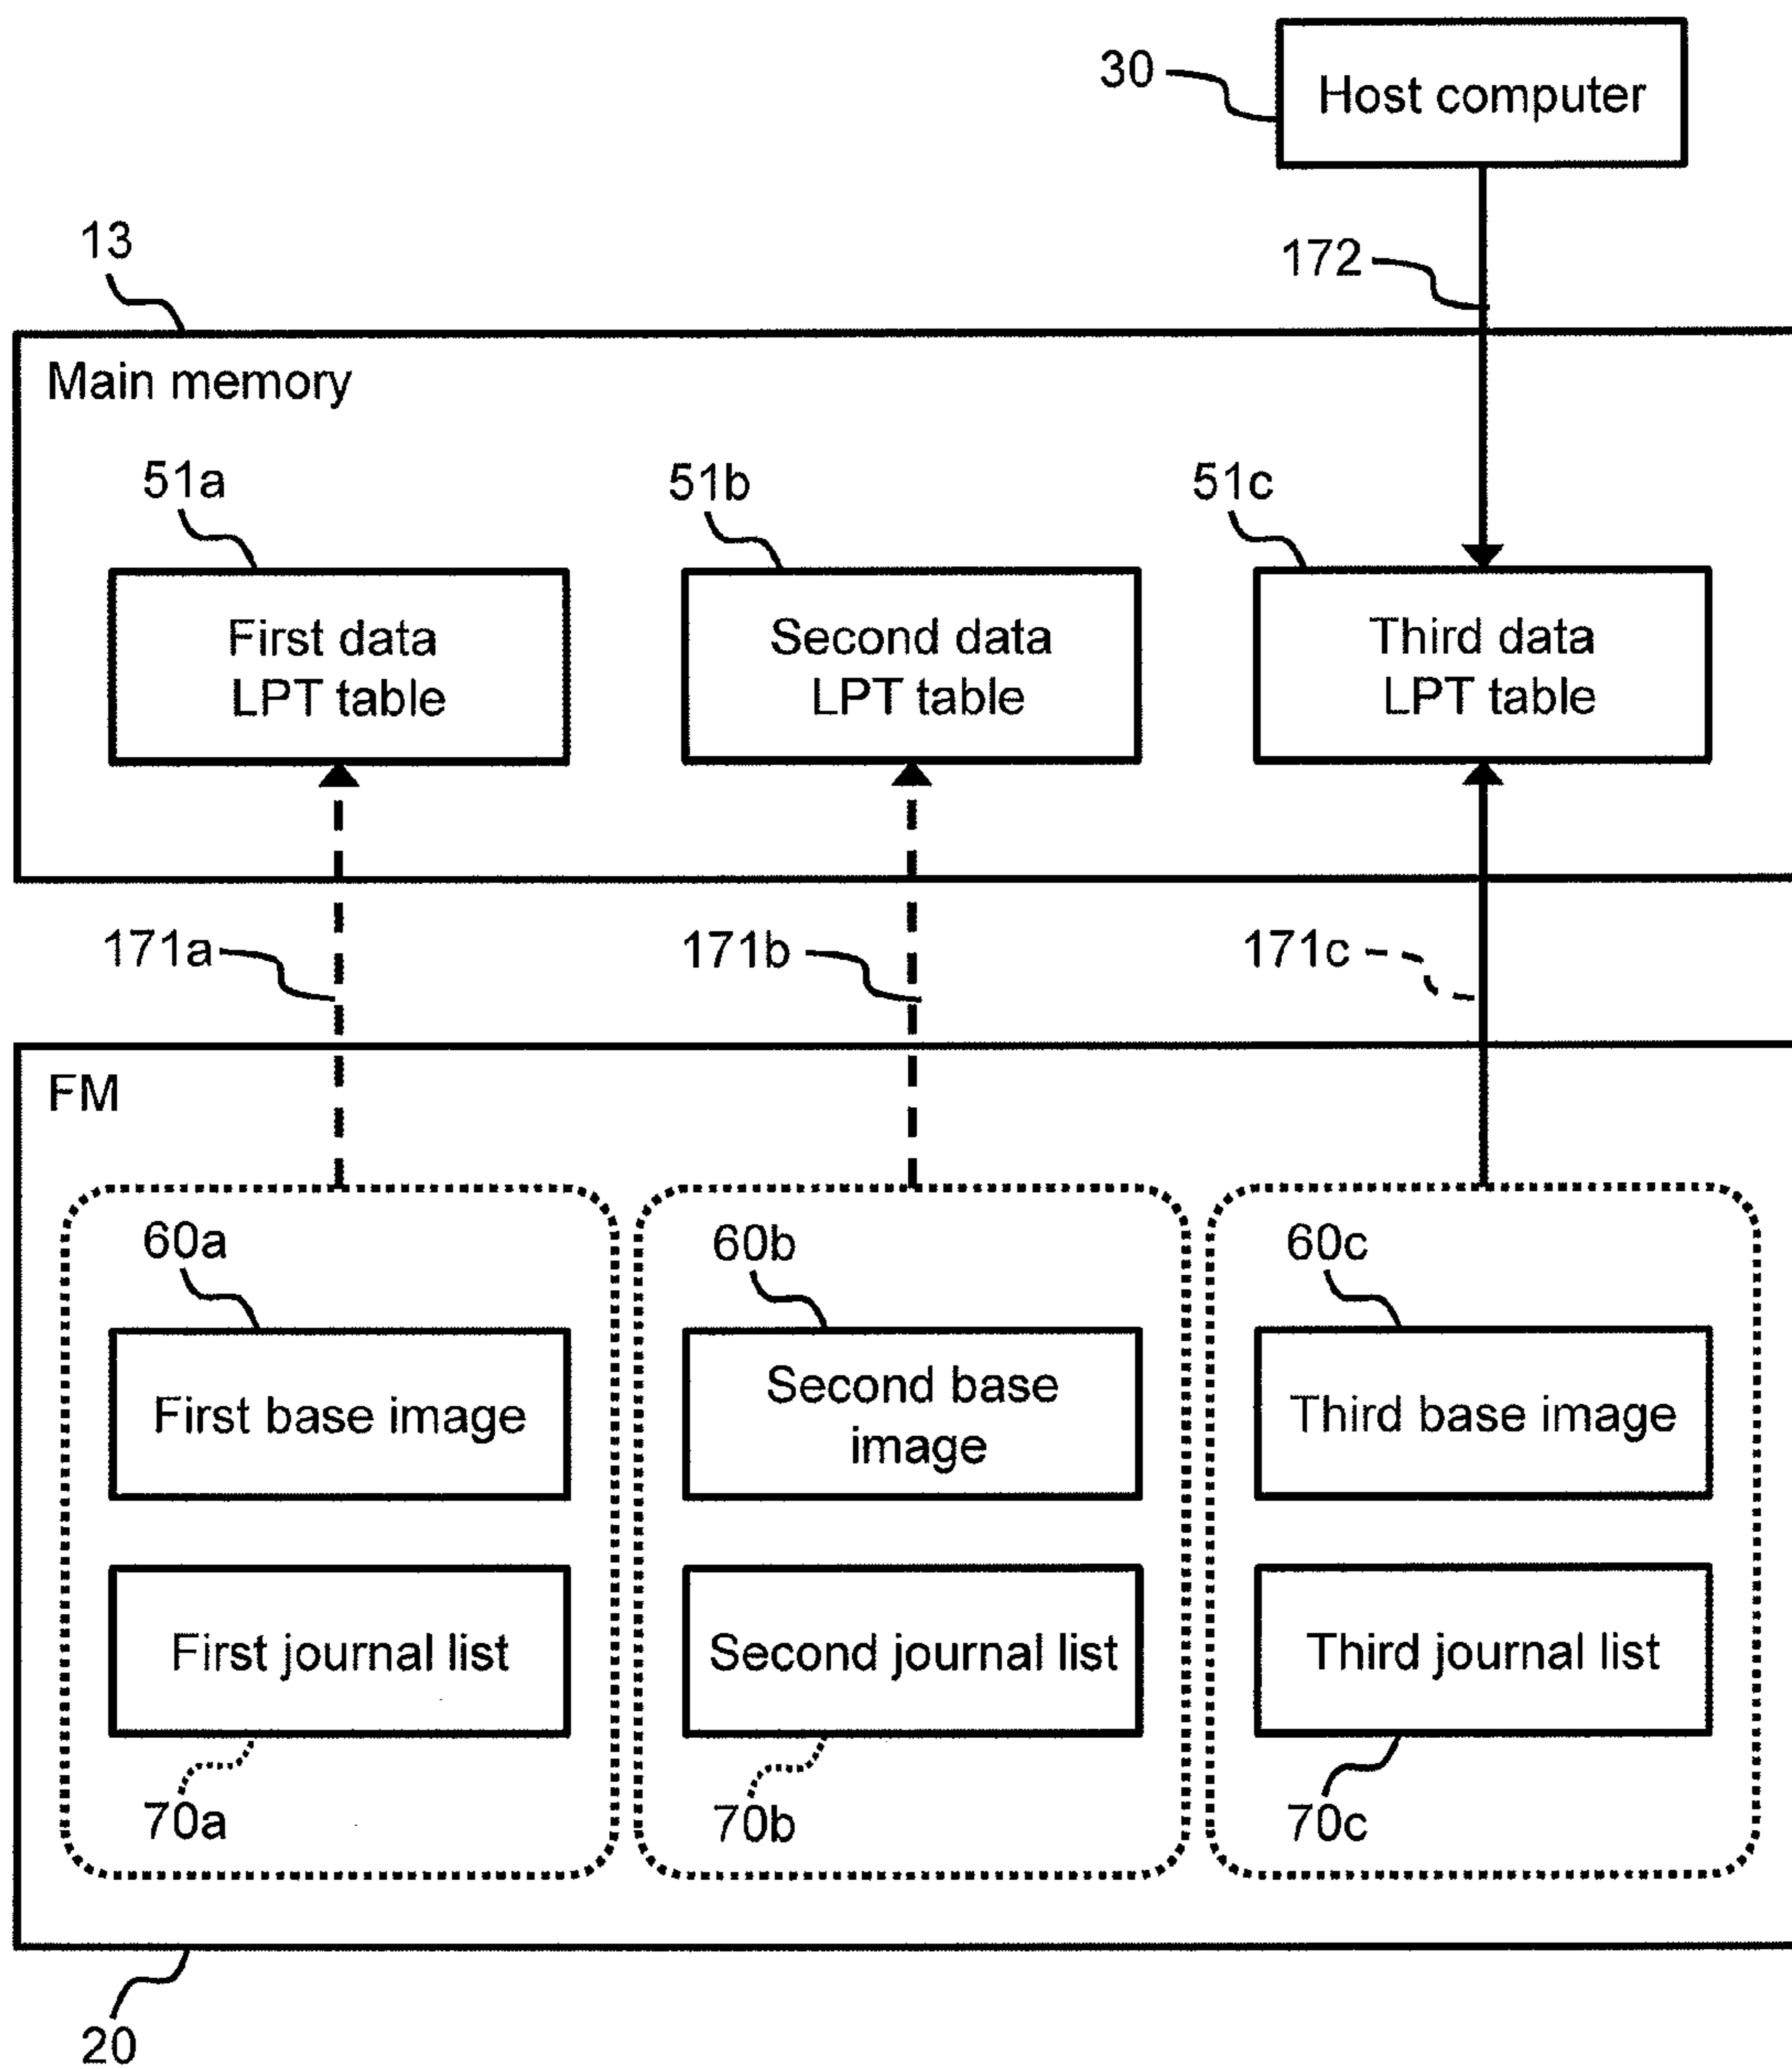 30
Host computer
13
172
Main memory
51a
51b
51c
First data
LPT table
Second data
LPT table
Third data
LPT table
171a
171b
171c
FM
60a
60b
60c
First base image
Second base
image
Third base image
First journal list
Second journal list
Third journal list
70a
70b
70c
20